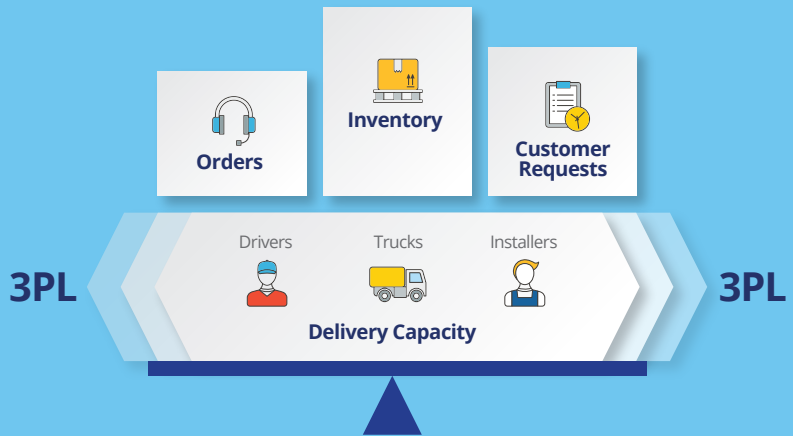 Orders
Inventory
Customer
Requests
Drivers
Trucks
Installers
3PL
3PL
Delivery Capacity